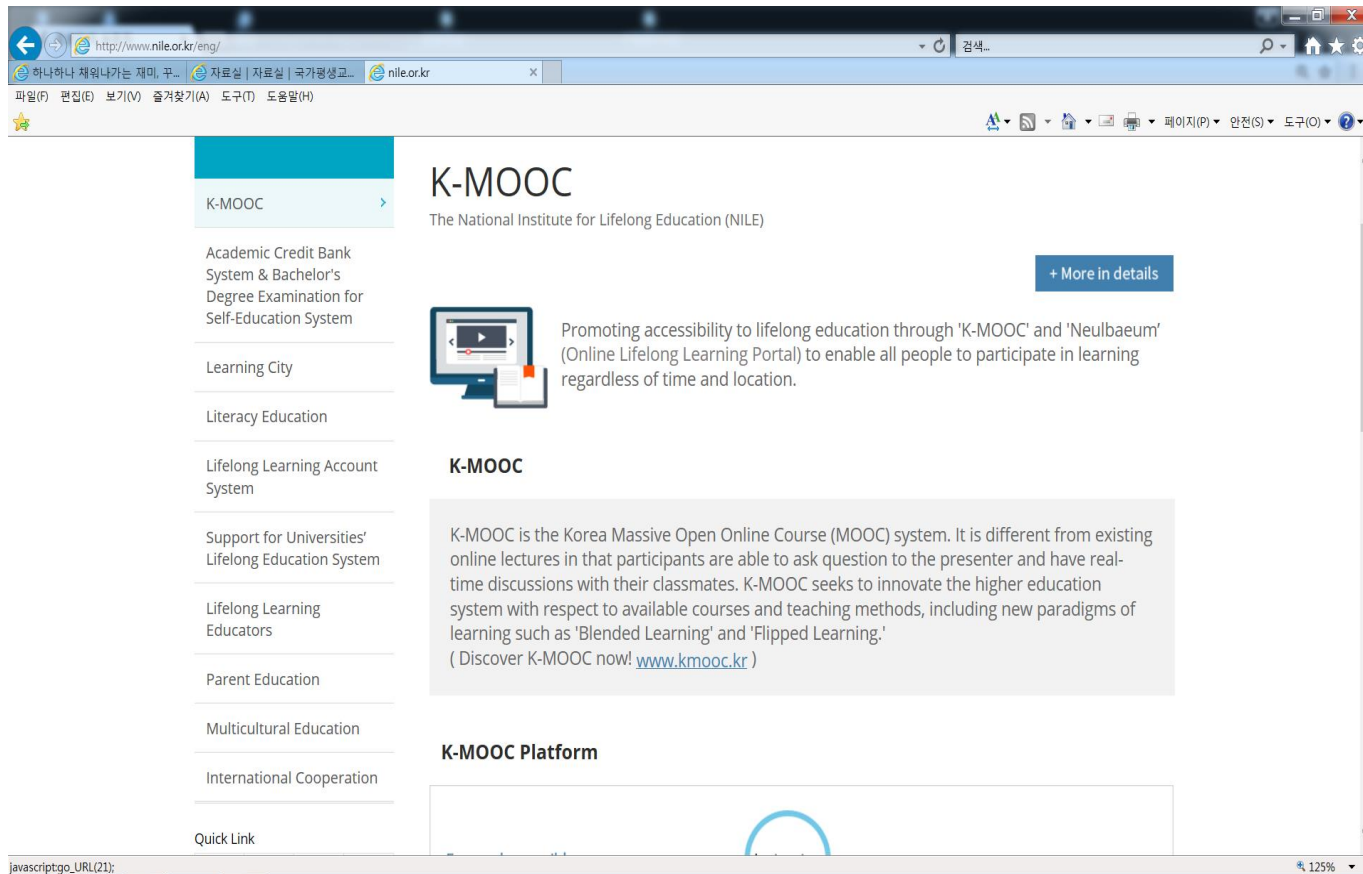 http://www.nile.or.kr/eng/
검색...
하나하나 채워나가는 재미, 꾸...
자료실 | 자료실 | 국가평생교...
nile.or.kr
파일(F) 편집(E) 보기(V) 즐겨찾기(A) 도구(T) 도움말(H)
페이지(P) 안전(S) 도구(O)
K-MOOC
Academic Credit Bank
System & Bachelor's
Degree Examination for
Self-Education System
Learning City
Literacy Education
Lifelong Learning Account
System
Support for Universities'
Lifelong Education System
Lifelong Learning
Educators
Parent Education
Multicultural Education
International Cooperation
Quick Link
K-MOOC
The National Institute for Lifelong Education (NILE)
+ More in details
Promoting accessibility to lifelong education through 'K-MOOC' and 'Neulbaeum'
(Online Lifelong Learning Portal) to enable all people to participate in learning
regardless of time and location.
K-MOOC
K-MOOC is the Korea Massive Open Online Course (MOOC) system. It is different from existing
online lectures in that participants are able to ask question to the presenter and have real-
time discussions with their classmates. K-MOOC seeks to innovate the higher education
system with respect to available courses and teaching methods, including new paradigms of
learning such as 'Blended Learning' and 'Flipped Learning.'
( Discover K-MOOC now! www.kmooc.kr )
K-MOOC Platform
javascript:go_URL(21);
125%